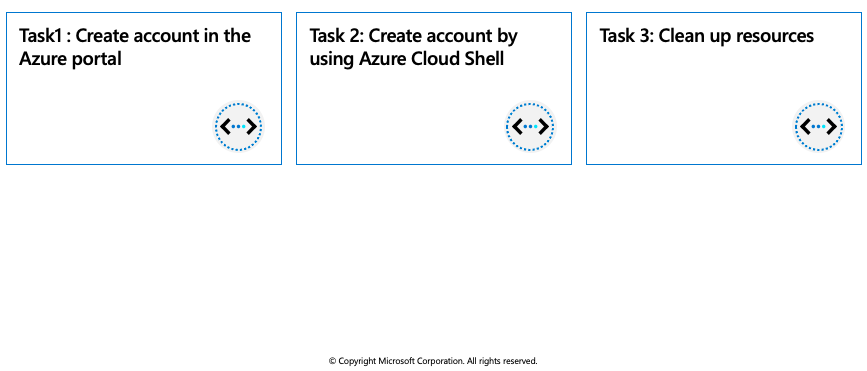 Task1 : Create account in the
Azure portal
Task 2: Create account by
using Azure Cloud Shell
Task 3: Clean up resources
© Copyright Microsoft Corporation. All rights reserved.